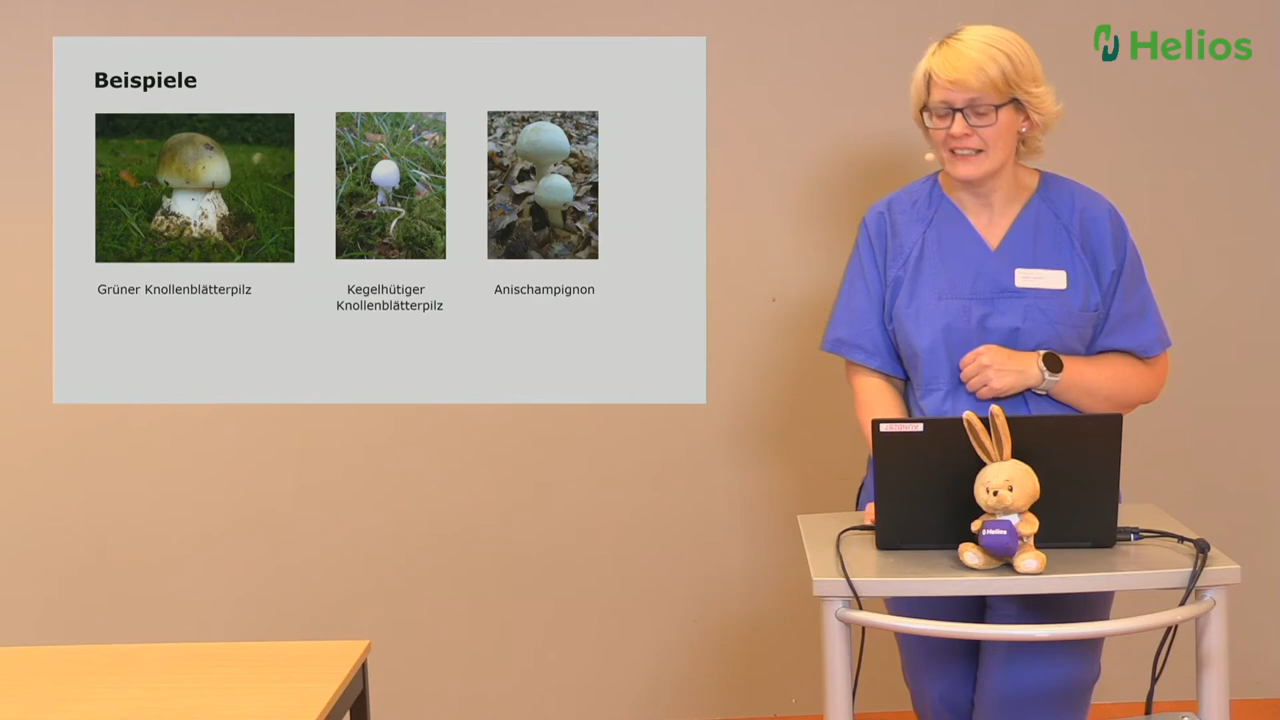 Beispiele
Grüner Knollenblätterpilz
Kegelhütiger
Knollenblätterpilz
Anischampignon
Helios
Helios